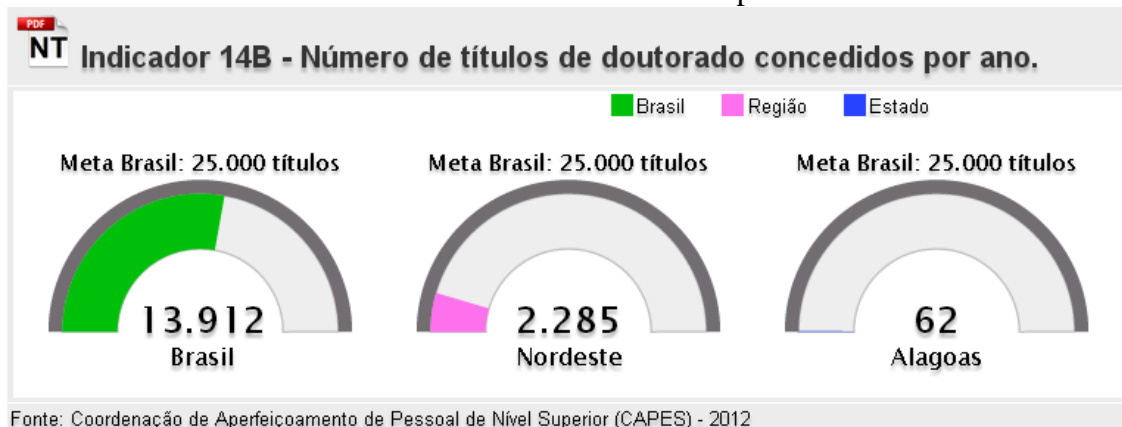 PDF
NT
Indicador 14B - Número de títulos de doutorado concedidos por ano.
Brasil Região Estado
Meta Brasil: 25.000 títulos Meta Brasil: 25.000 títulos Meta Brasil: 25.000 títulos
13.912 2.285 62
Brasil Nordeste Alagoas
Fonte: Coordenação de Aperfeiçoamento de Pessoal de Nível Superior (CAPES) - 2012